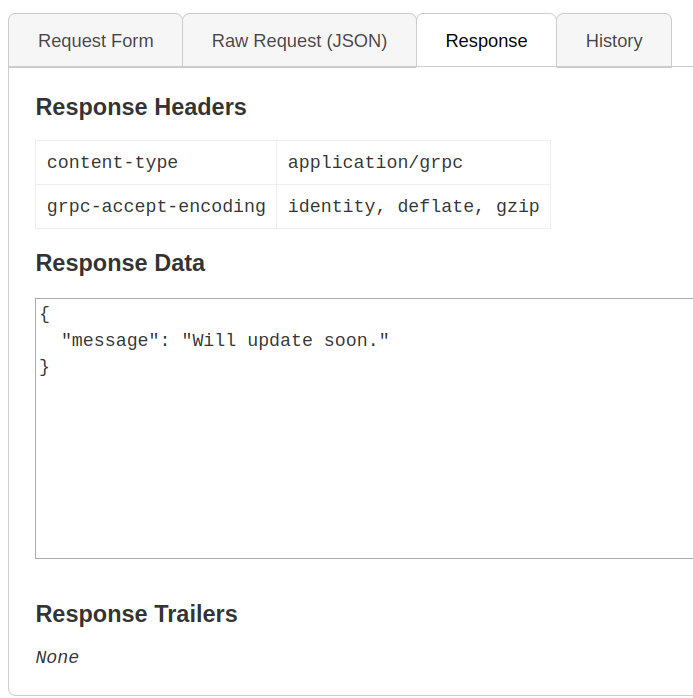 Request Form Raw Request (JSON) Response History
Response Headers
content-type application/grpc
grpc-accept-encoding identity, deflate, gzip
Response Data
{
  "message": "Will update soon."
}
Response Trailers
None